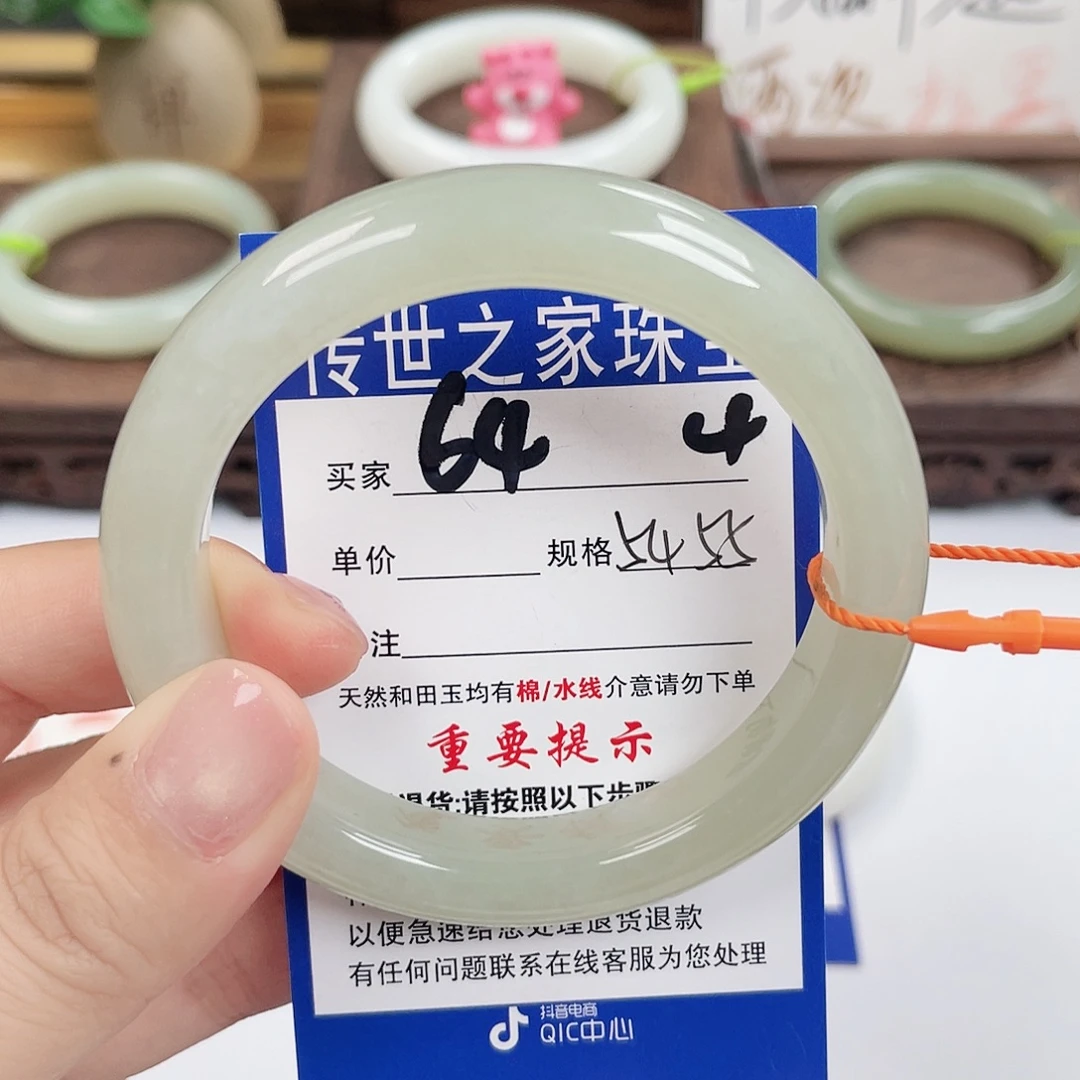 两次
传世之家珠宝
64 4
买家
单价 规格 54 55
注
天然和田玉均有棉/水线介意请勿下单
重要提示
退货:请按照以下步骤
以便急速给您处理退货退款
有任何问题联系在线客服为您处理
抖音电商
QIC中心